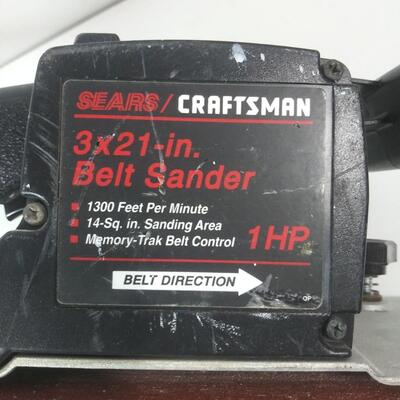 SEARS / CRAFTSMAN
3x21-in.
Belt Sander
1300 Feet Per Minute
14-Sq. in. Sanding Area
Memory-Trak Belt Control
1HP
BELT DIRECTION
QP